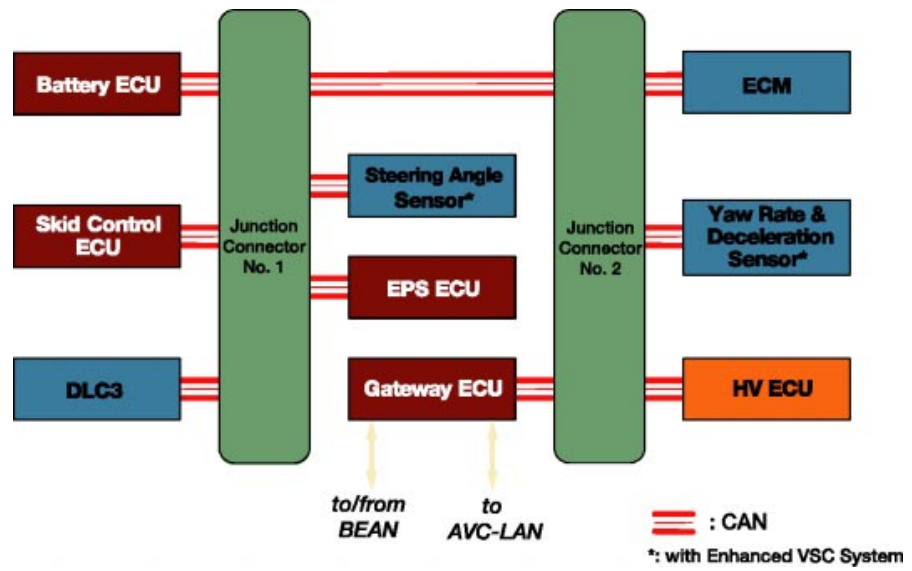 Battery ECU
ECM
Steering Angle
Sensor*
Skid Control
ECU
Junction
Connector
No. 1
Junction
Connector
No. 2
Yaw Rate &
Deceleration
Sensor*
EPS ECU
DLC3
Gateway ECU
HV ECU
to/from
BEAN
to
AVC-LAN
: CAN
*: with Enhanced VSC System